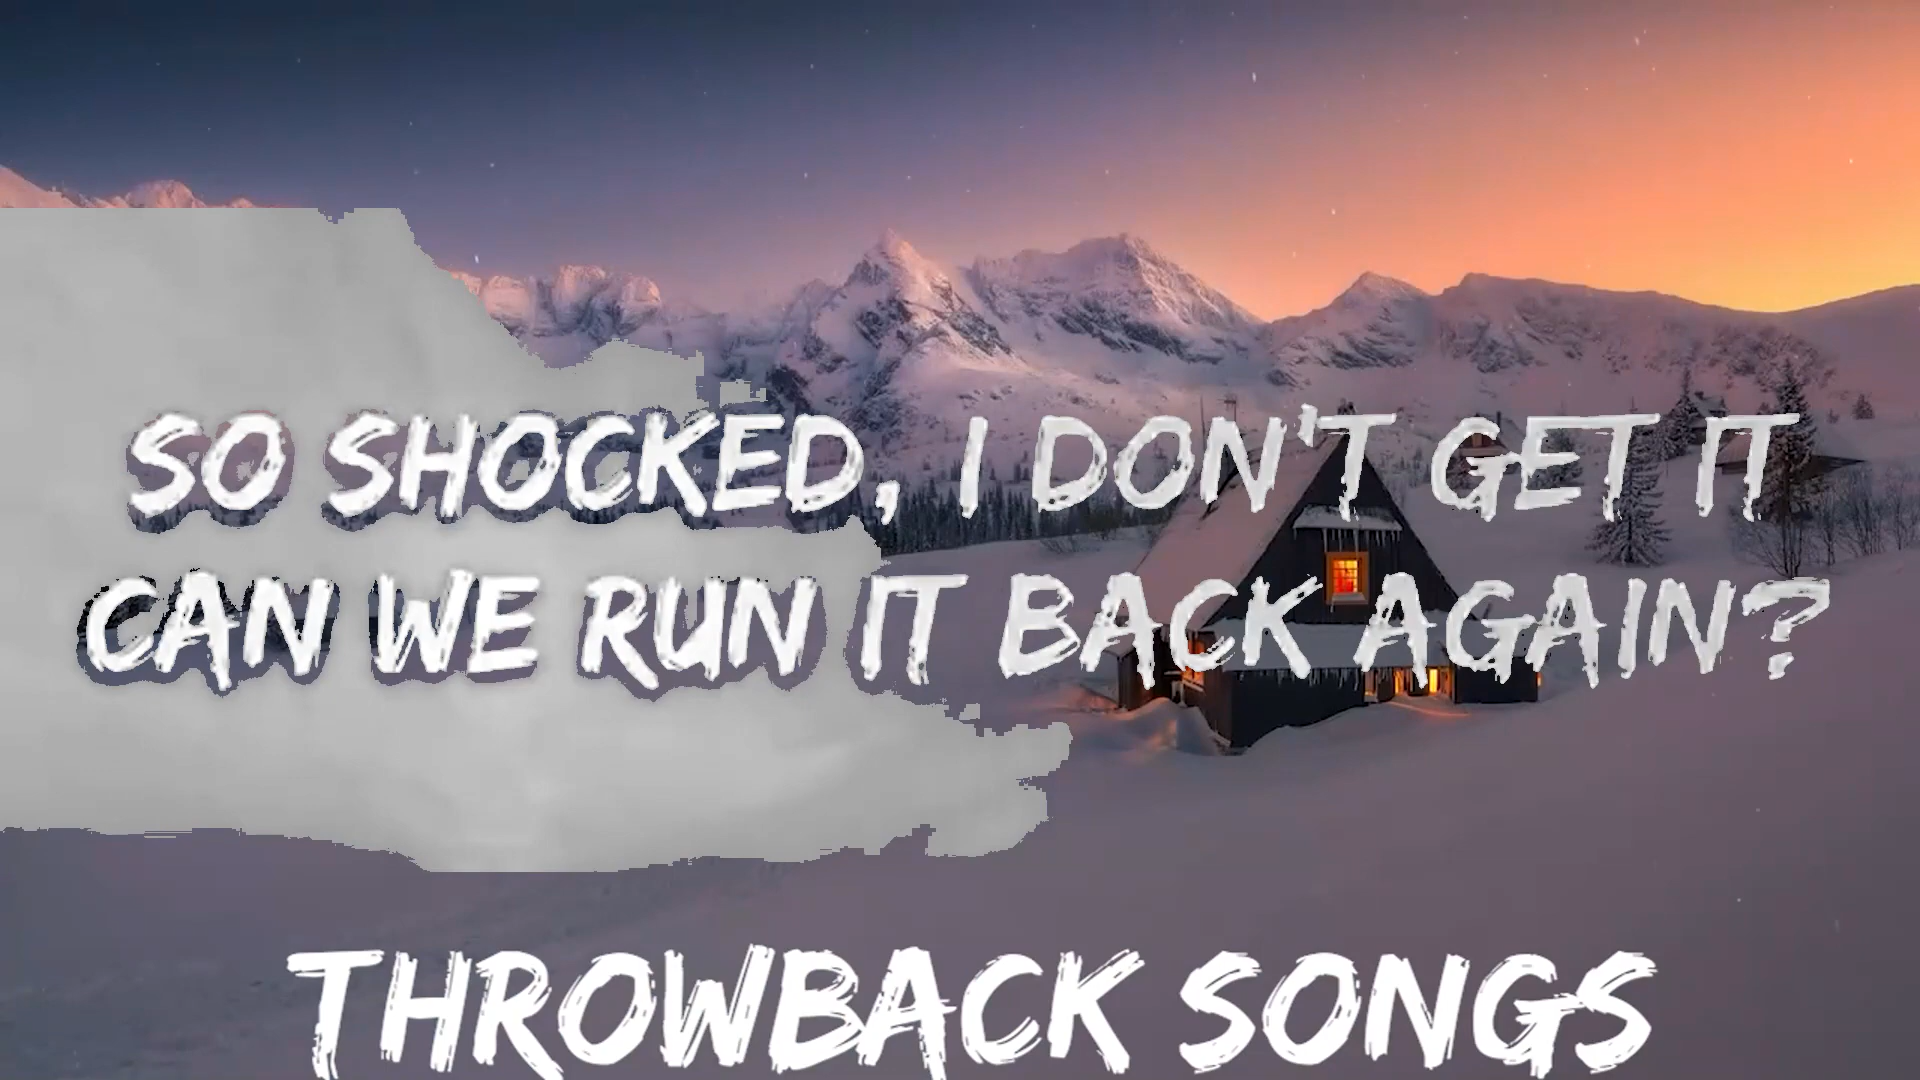 SO SHOCKED, I DON'T GET IT
CAN WE RUN IT BACK AGAIN?
THROWBACK SONGS